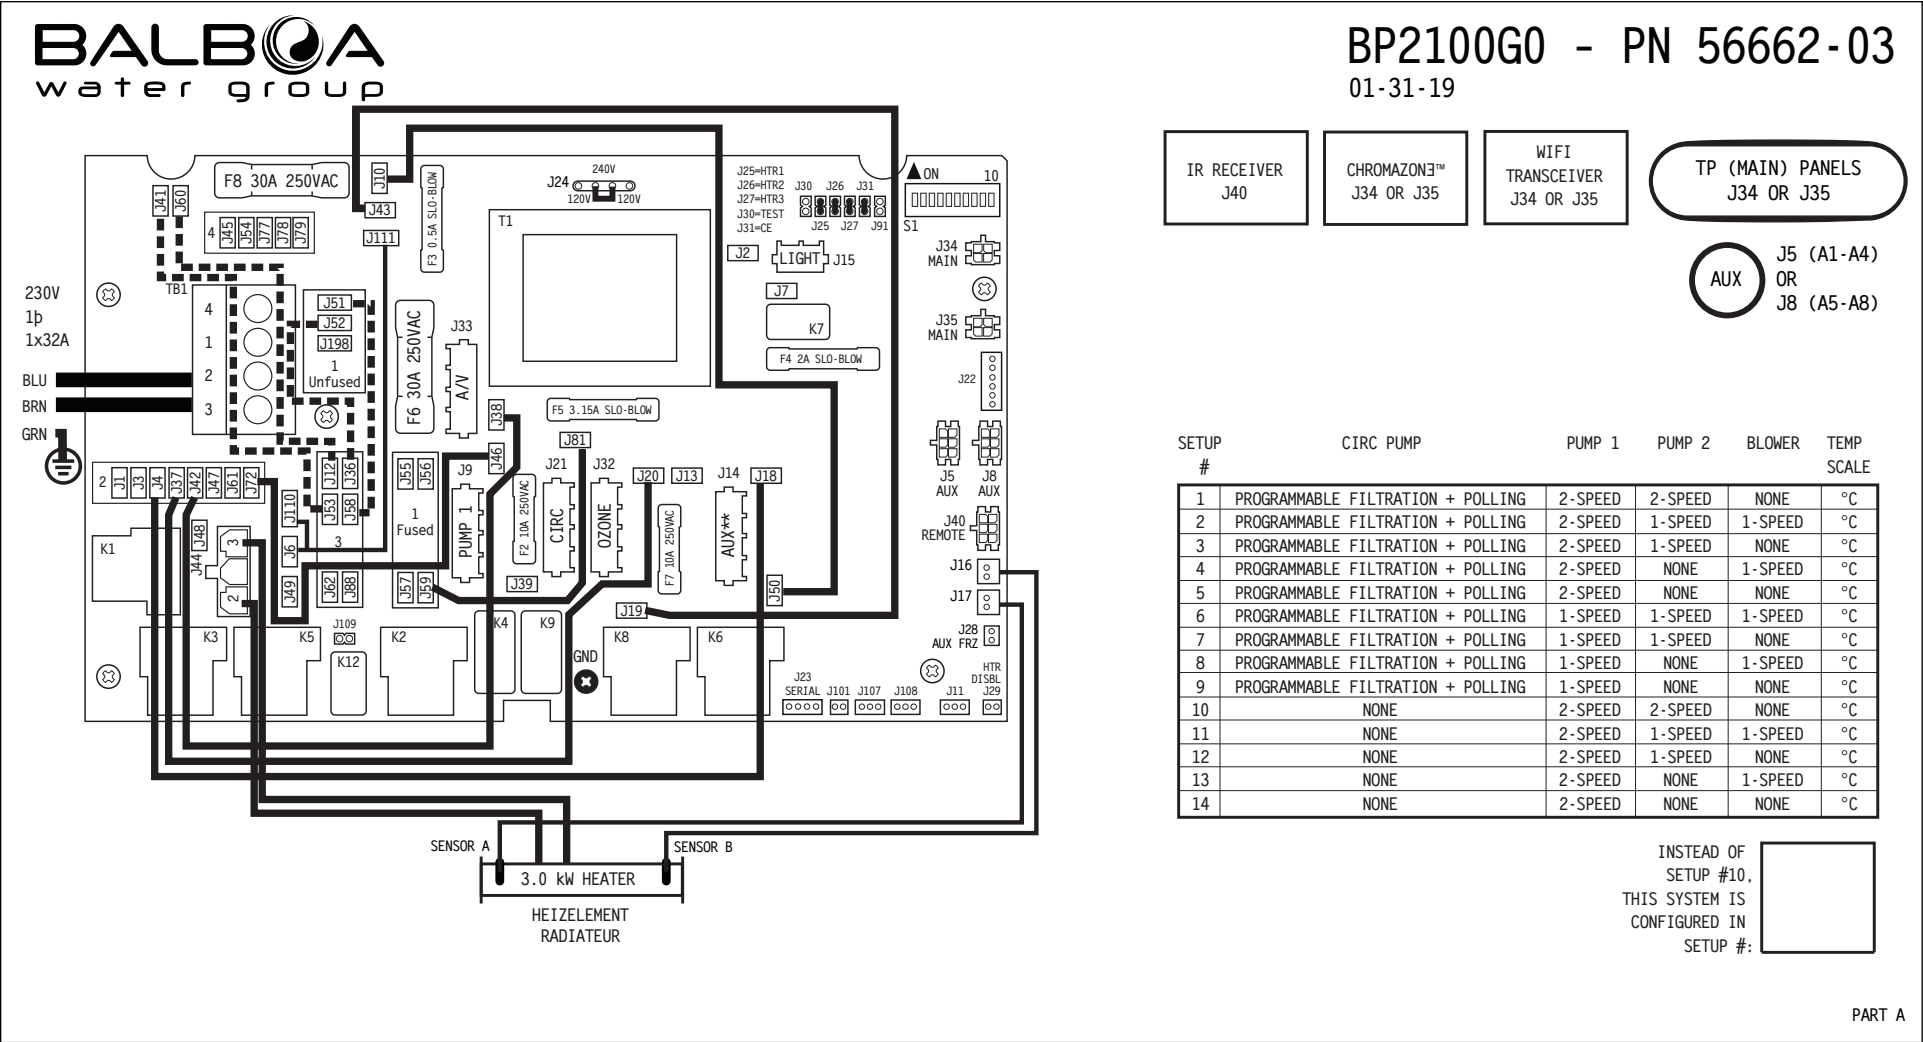 BALBOA
water group
BP2100G0 - PN 56662-03
01-31-19
IR RECEIVER
J40
CHROMAZONƎ™
J34 OR J35
WIFI
TRANSCEIVER
J34 OR J35
TP (MAIN) PANELS
J34 OR J35
AUX
J5 (A1-A4)
OR
J8 (A5-A8)
J41
J60
F8 30A 250VAC
J10
J43
J111
F3 0.5A SLO-BLOW
4 J45 J54 J77 J78 J79
240V
J24
120V 120V
J25=HTR1
J26=HTR2
J27=HTR3
J30=TEST
J31=CE
J30 J26 J31
J25 J27 J91
ON 10
S1
T1
J2
LIGHT J15
J7
K7
F4 2A SLO-BLOW
J34
MAIN
J35
MAIN
J22
230V
1þ
1x32A
BLU
BRN
GRN
TB1
4
1
2
3
J51
J52
J198
1
Unfused
F6 30A 250VAC
J33
A/V
J38
J46
F5 3.15A SLO-BLOW
J81
2 J1 J3 J4 J37 J42 J47 J61 J72
J12 J36
J53 J58
3
J62 J88
J55 J56
1
Fused
J57 J59
J9
PUMP 1
F2 10A 250VAC
J21
CIRC
J32
OZONE
J20
J13
F7 10A 250VAC
J14
AUX**
J18
J5
AUX
J8
AUX
J40
REMOTE
J16
J17
J28
AUX FRZ
J110
J6
J49
J48
J44
3
2
K1
J39
J19
J50
K3
K5
J109
K12
K2
K4
K9
GND
K8
K6
J23
SERIAL J101 J107 J108 J11
HTR
DISBL
J29
SENSOR A
SENSOR B
3.0 kW HEATER
HEIZELEMENT
RADIATEUR
SETUP # CIRC PUMP PUMP 1 PUMP 2 BLOWER TEMP SCALE
1 PROGRAMMABLE FILTRATION + POLLING 2-SPEED 2-SPEED NONE °C
2 PROGRAMMABLE FILTRATION + POLLING 2-SPEED 1-SPEED 1-SPEED °C
3 PROGRAMMABLE FILTRATION + POLLING 2-SPEED 1-SPEED NONE °C
4 PROGRAMMABLE FILTRATION + POLLING 2-SPEED NONE 1-SPEED °C
5 PROGRAMMABLE FILTRATION + POLLING 2-SPEED NONE NONE °C
6 PROGRAMMABLE FILTRATION + POLLING 1-SPEED 1-SPEED 1-SPEED °C
7 PROGRAMMABLE FILTRATION + POLLING 1-SPEED 1-SPEED NONE °C
8 PROGRAMMABLE FILTRATION + POLLING 1-SPEED NONE 1-SPEED °C
9 PROGRAMMABLE FILTRATION + POLLING 1-SPEED NONE NONE °C
10 NONE 2-SPEED 2-SPEED NONE °C
11 NONE 2-SPEED 1-SPEED 1-SPEED °C
12 NONE 2-SPEED 1-SPEED NONE °C
13 NONE 2-SPEED NONE 1-SPEED °C
14 NONE 2-SPEED NONE NONE °C
INSTEAD OF
SETUP #10,
THIS SYSTEM IS
CONFIGURED IN
SETUP #:
PART A